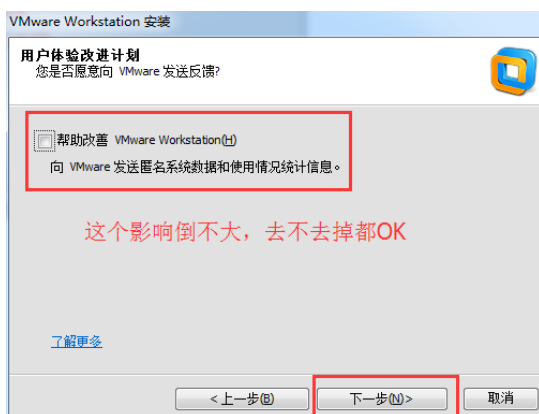 VMware Workstation 安装
用户体验改进计划
您是否愿意向 VMware 发送反馈?
帮助改善 VMware Workstation(H)
向 VMware 发送匿名系统数据和使用情况统计信息。
这个影响倒不大，去不去掉都OK
了解更多
<上一步(B)
下一步(N)>
取消